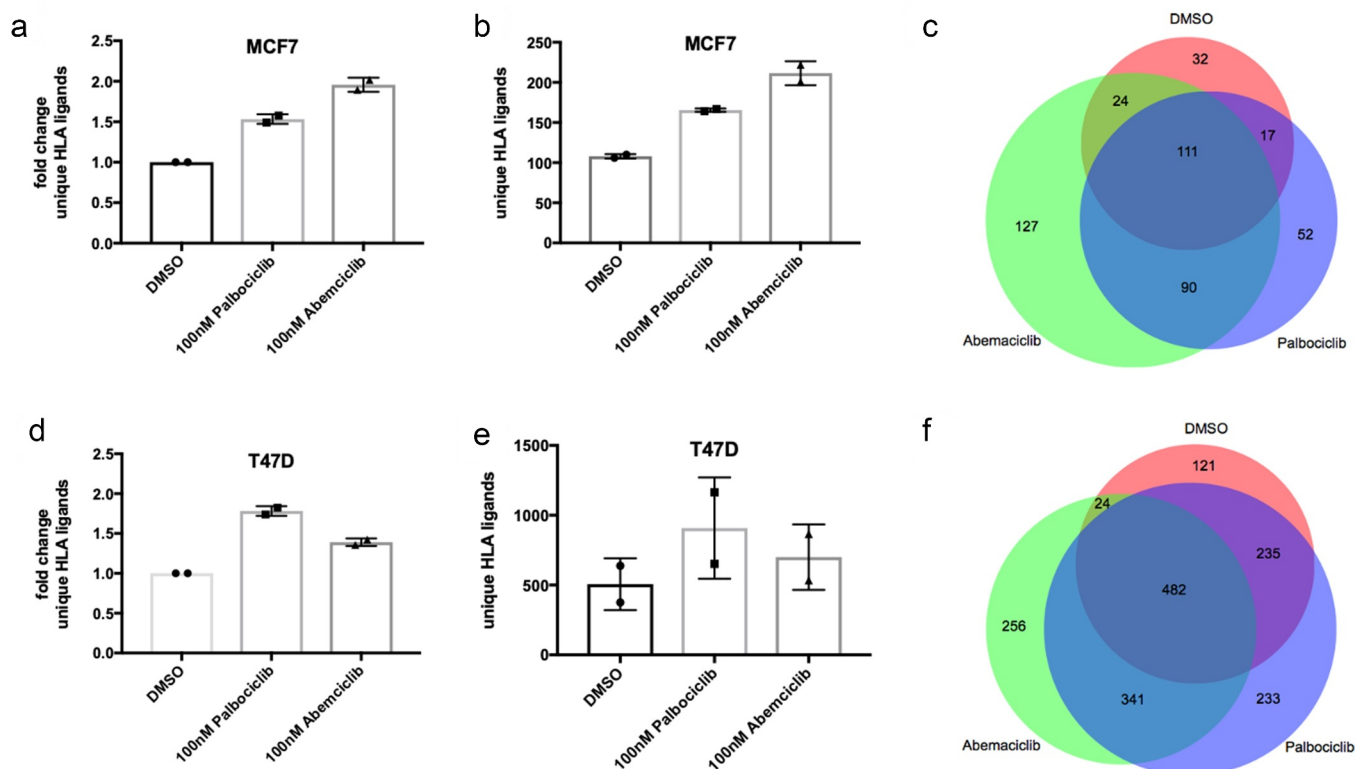 a
MCF7
fold change
unique HLA ligands
2.5
2.0
1.5
1.0
0.5
0.0
DMSO
100nM Palbociclib
100nM Abemciclib
b
MCF7
unique HLA ligands
250
200
150
100
50
0
DMSO
100nM Palbociclib
100nM Abemciclib
c
DMSO
32
24
17
111
127
52
90
Abemaciclib
Palbociclib
d
T47D
fold change
unique HLA ligands
2.5
2.0
1.5
1.0
0.5
0.0
DMSO
100nM Palbociclib
100nM Abemciclib
e
T47D
unique HLA ligands
1500
1000
500
0
DMSO
100nM Palbociclib
100nM Abemciclib
f
DMSO
121
24
235
482
256
341
233
Abemaciclib
Palbociclib